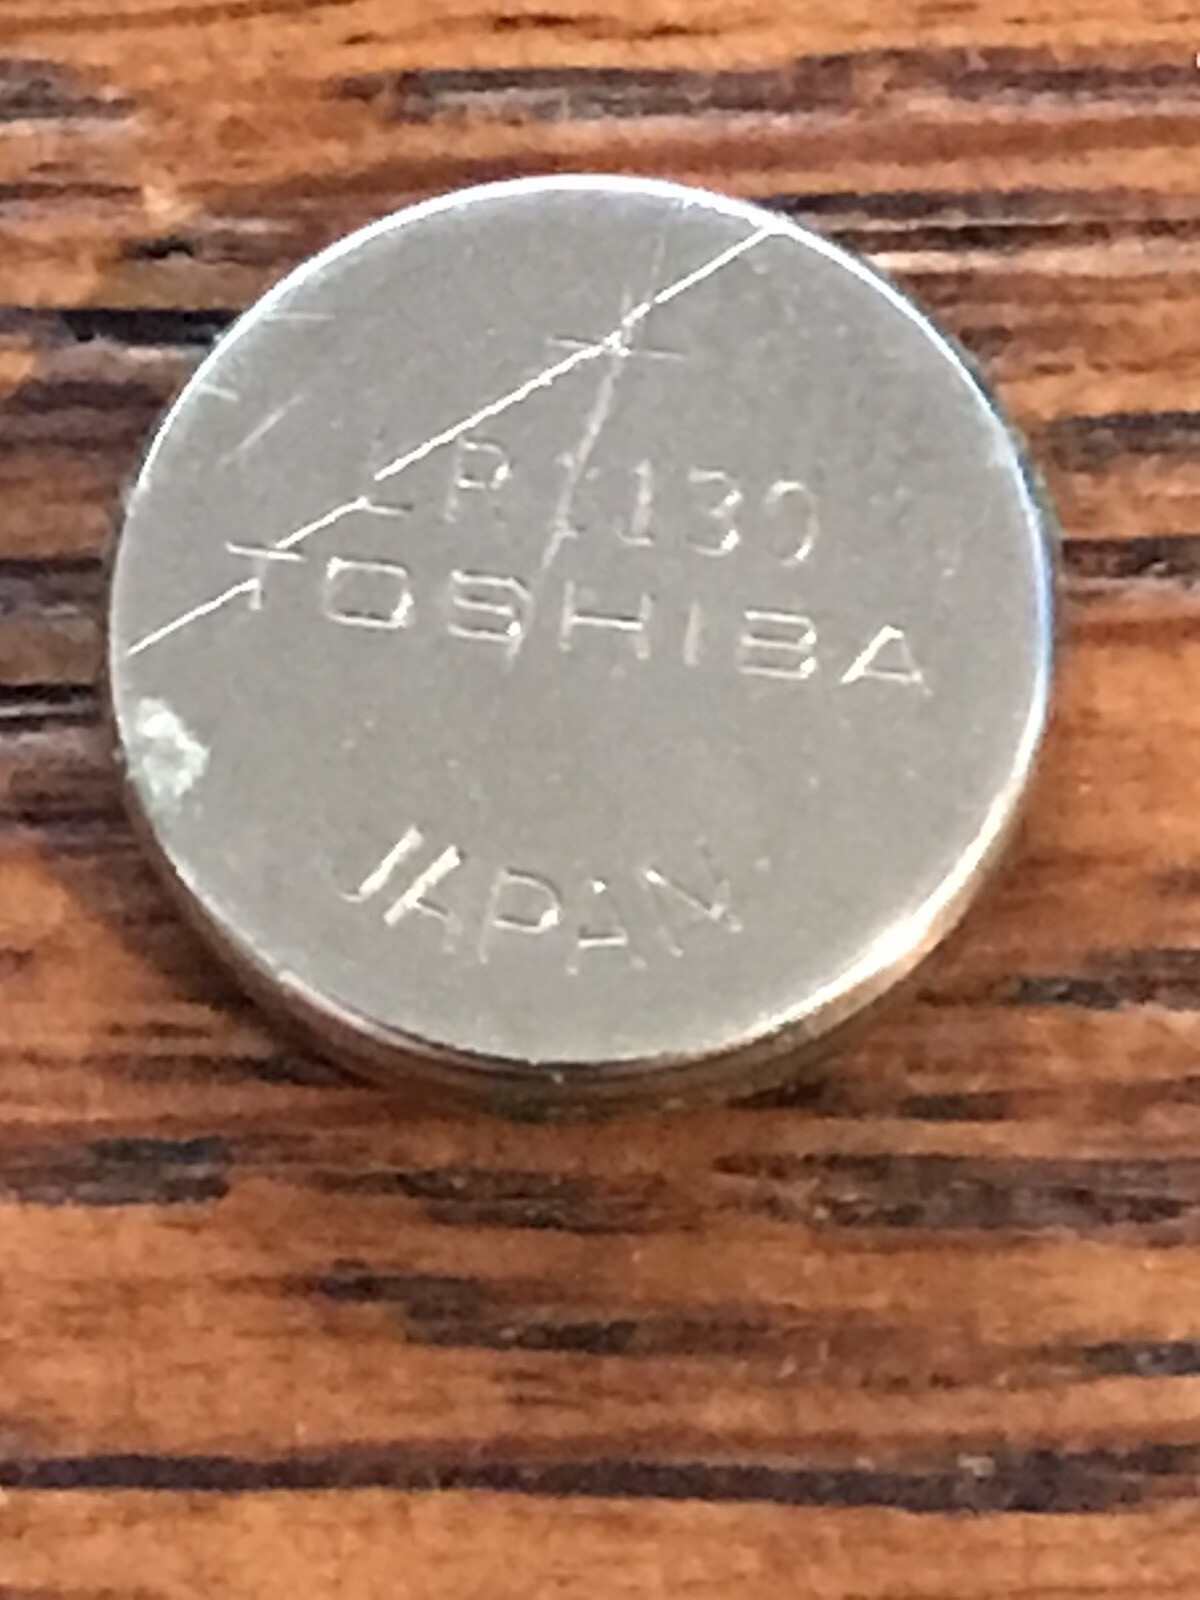 +
LR1130
TOSHIBA
JAPAN